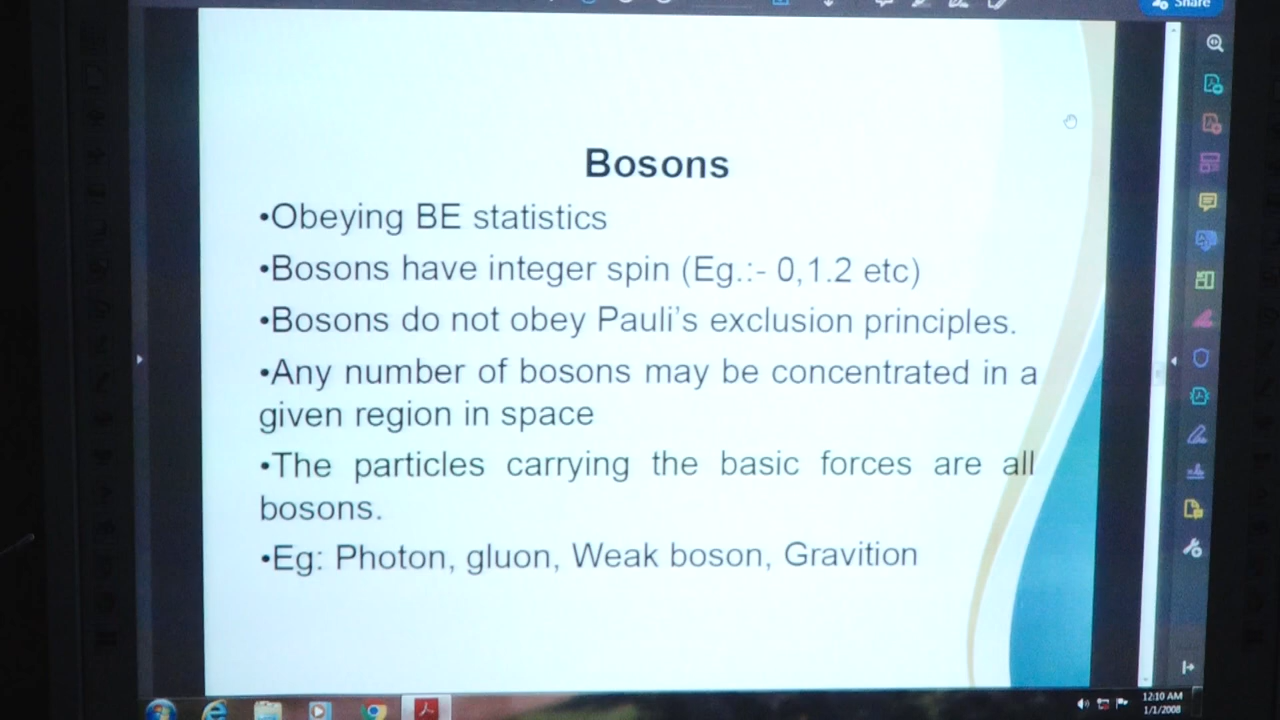 Share
Bosons
•Obeying BE statistics
•Bosons have integer spin (Eg.:- 0,1.2 etc)
•Bosons do not obey Pauli's exclusion principles.
•Any number of bosons may be concentrated in a
given region in space
•The particles carrying the basic forces are all
bosons.
•Eg: Photon, gluon, Weak boson, Gravition
12:10 AM
1/1/2008